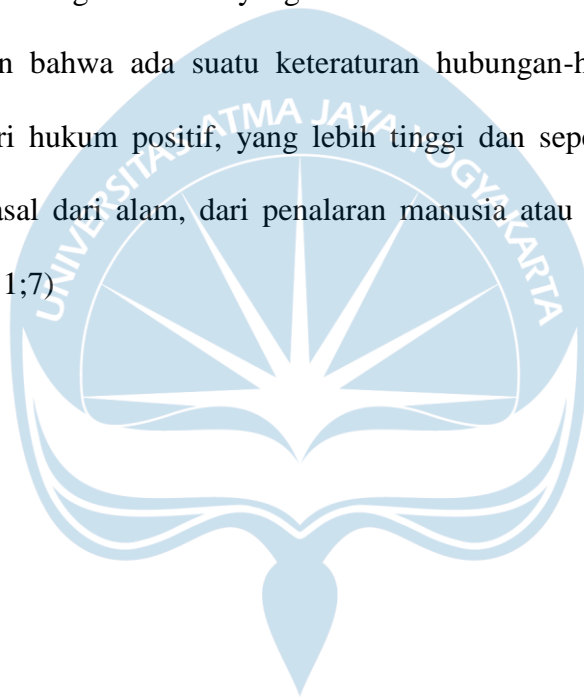 n bahwa ada suatu keteraturan hubungan-h
ri hukum positif, yang lebih tinggi dan sepe
asal dari alam, dari penalaran manusia atau
1;7)
UNIVERSITAS ATMA JAYA YOGYAKARTA